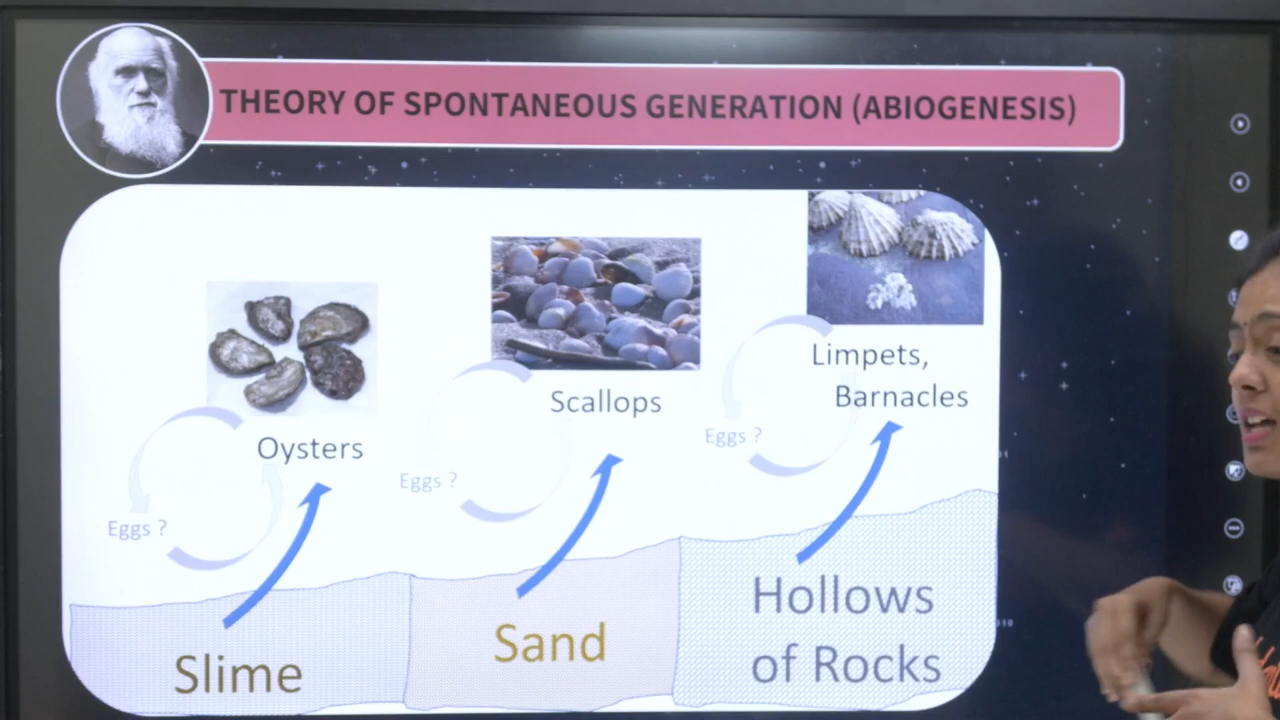 THEORY OF SPONTANEOUS GENERATION (ABIOGENESIS)
Limpets,
Barnacles
Scallops
Oysters
Eggs ?
Eggs ?
Eggs ?
Slime
Sand
Hollows
of Rocks